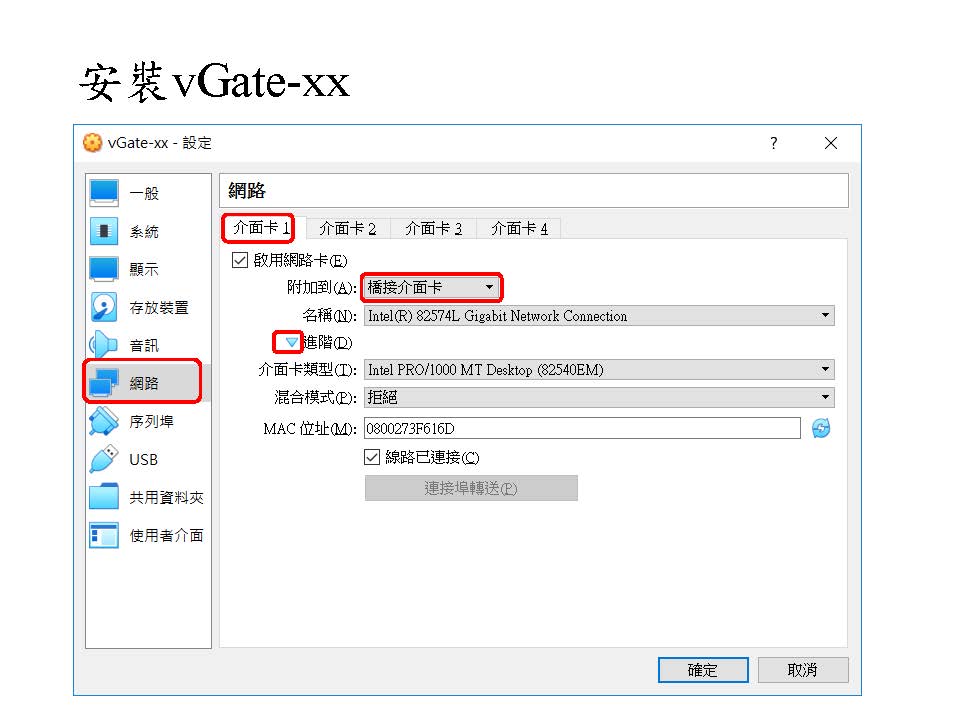 安裝vGate-xx
vGate-xx - 設定
?
一般
系統
顯示
存放裝置
音訊
網路
序列埠
USB
共用資料夾
使用者介面
網路
介面卡 1 介面卡 2 介面卡 3 介面卡 4
啟用網路卡(E)
附加到(A): 橋接介面卡
名稱(N): Intel(R) 82574L Gigabit Network Connection
進階(D)
介面卡類型(T): Intel PRO/1000 MT Desktop (82540EM)
混合模式(P): 拒絕
MAC 位址(M): 0800273F616D
線路已連接(C)
連接埠轉送(P)
確定 取消